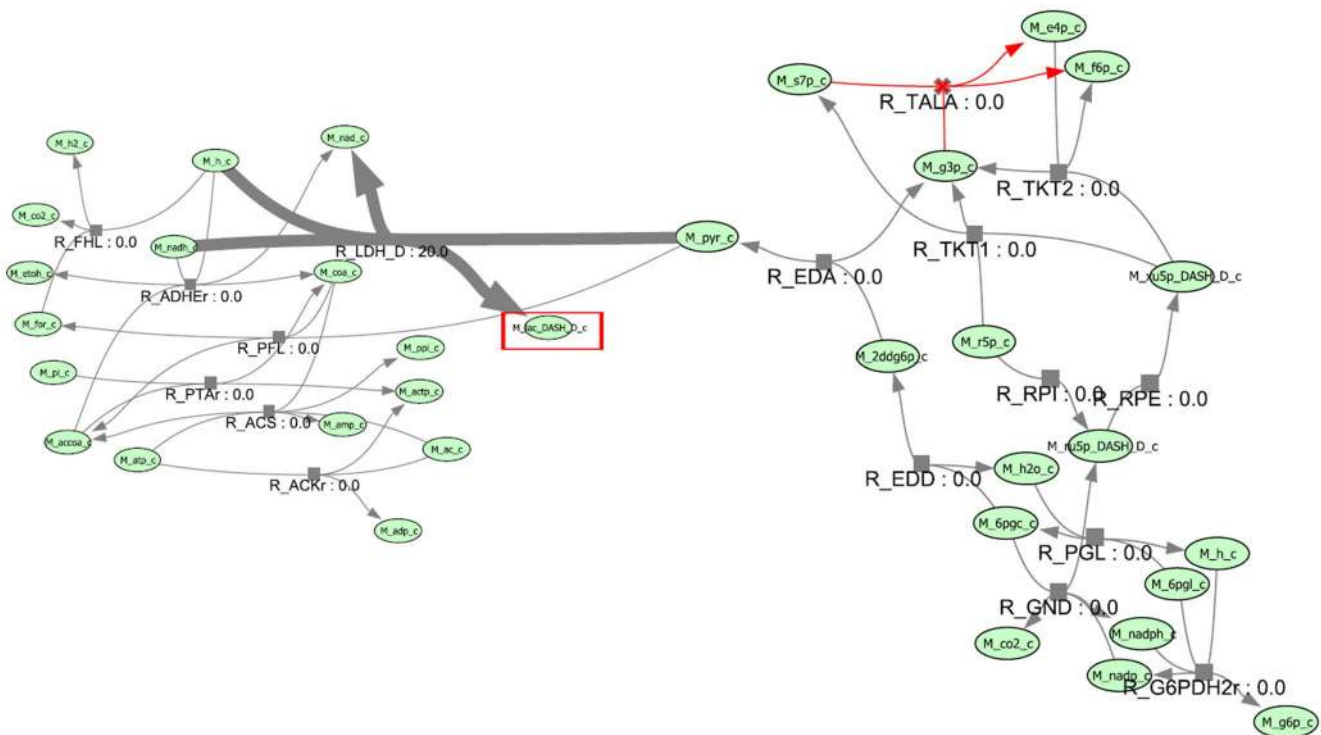 M_e4p_c
M_f6p_c
M_s7p_c
R_TALA : 0.0
M_h2_c
M_nad_c
M_h_c
M_g3p_c
R_TKT2 : 0.0
M_co2_c
R_FHL : 0.0
M_nadh_c
R_LDH_D : 20.0
M_pyr_c
R_TKT1 : 0.0
M_etoh_c
M_coa_c
R_EDA : 0.0
M_xu5p_DASH_D_c
R_ADHEr : 0.0
M_for_c
M_lac_DASH_D_c
R_PFL : 0.0
M_ppi_c
M_r5p_c
M_2ddg6p_c
M_pi_c
R_PTAr : 0.0
M_actp_c
R_RPI : 0.0
R_RPE : 0.0
R_ACS : 0.0
M_amp_c
M_accoa_c
M_atp_c
M_ac_c
M_ru5p_DASH_D_c
R_ACKr : 0.0
R_EDD : 0.0
M_h2o_c
M_adp_c
M_6pgc_c
R_PGL : 0.0
M_h_c
M_6pgl_c
R_GND : 0.0
M_nadph_c
M_co2_c
M_nadp_c
R_G6PDH2r : 0.0
M_g6p_c